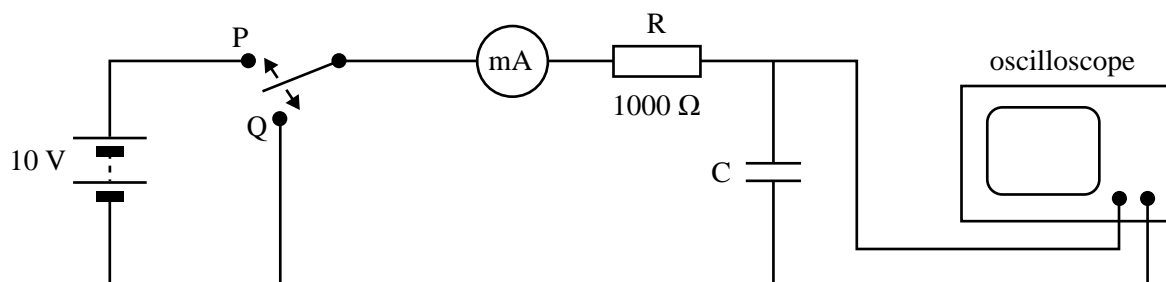 P
R
mA
oscilloscope
1000 Ω
Q
10 V
C